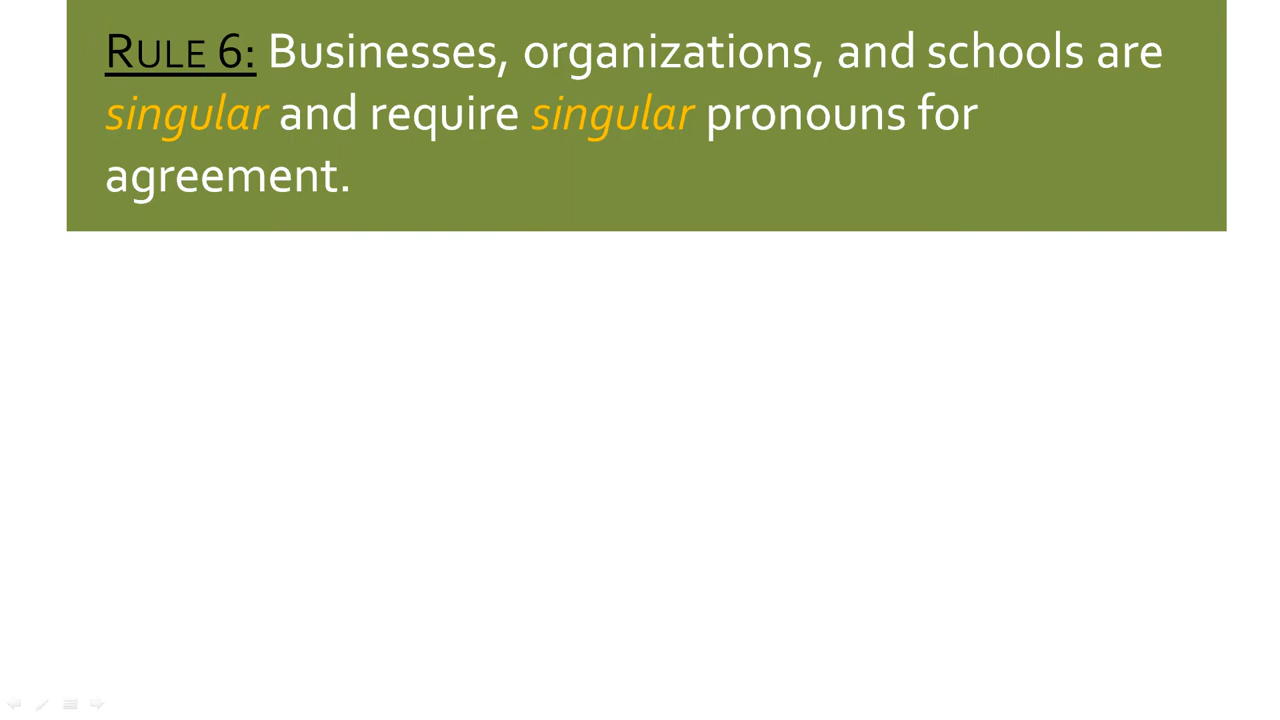 RULE 6: Businesses, organizations, and schools are
singular and require singular pronouns for
agreement.